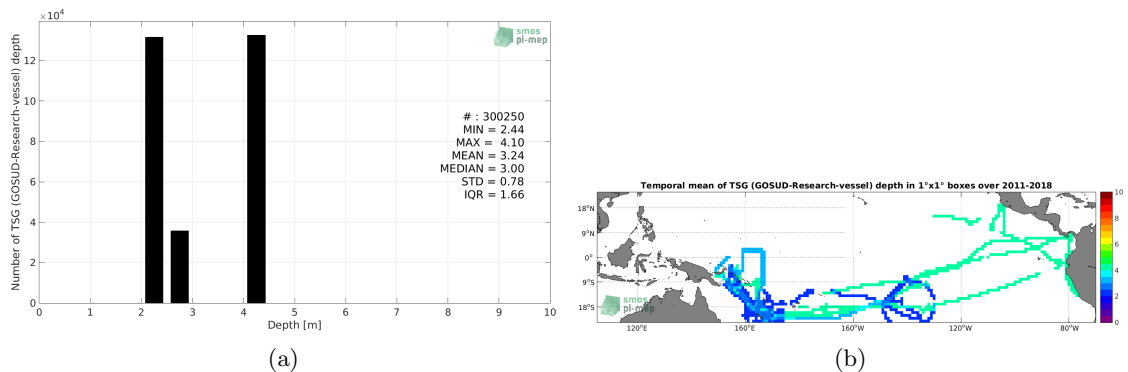 ×10⁴
smos
pi-mep
12
10
8
6
4
2
0
Number of TSG (GOSUD-Research-vessel) depth
# : 300250
MIN = 2.44
MAX = 4.10
MEAN = 3.24
MEDIAN = 3.00
STD = 0.78
IQR = 1.66
0 1 2 3 4 5 6 7 8 9 10
Depth [m]
(a)
Temporal mean of TSG (GOSUD-Research-vessel) depth in 1°x1° boxes over 2011-2018
18°N
9°N
0°
9°S
18°S
smos
pi-mep
120°E 160°E 160°W 120°W 80°W
10
8
6
4
2
0
(b)